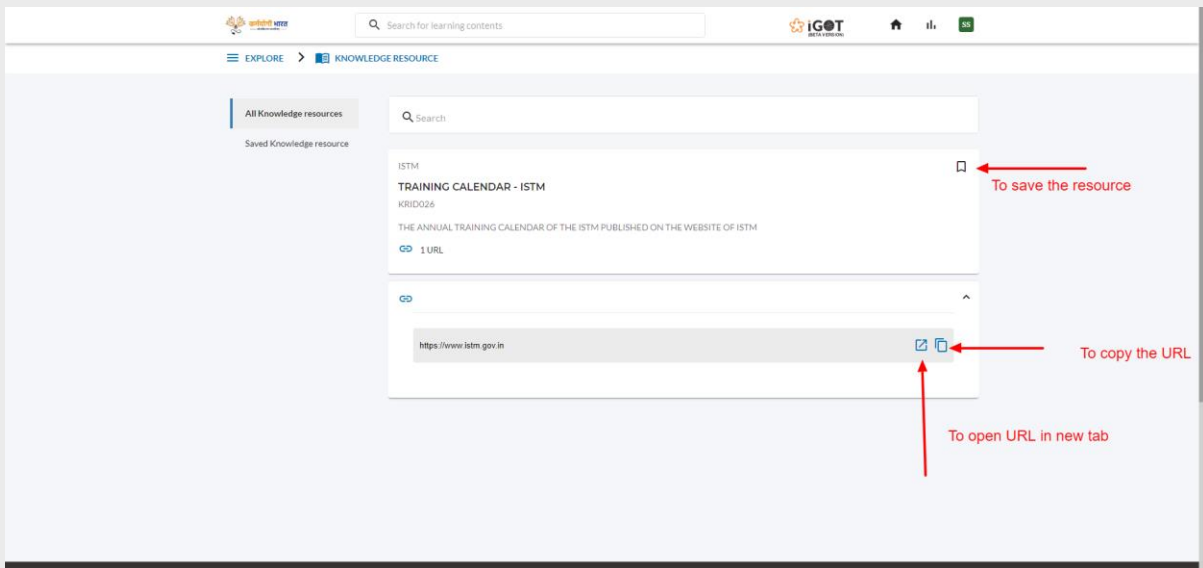 कर्मयोगी भारत
Search for learning contents
iGOT
(BETA VERSION)
SS
EXPLORE
KNOWLEDGE RESOURCE
All Knowledge resources
Saved Knowledge resource
Search
ISTM
TRAINING CALENDAR - ISTM
KRID026
THE ANNUAL TRAINING CALENDAR OF THE ISTM PUBLISHED ON THE WEBSITE OF ISTM
1 URL
To save the resource
https://www.istm.gov.in
To copy the URL
To open URL in new tab